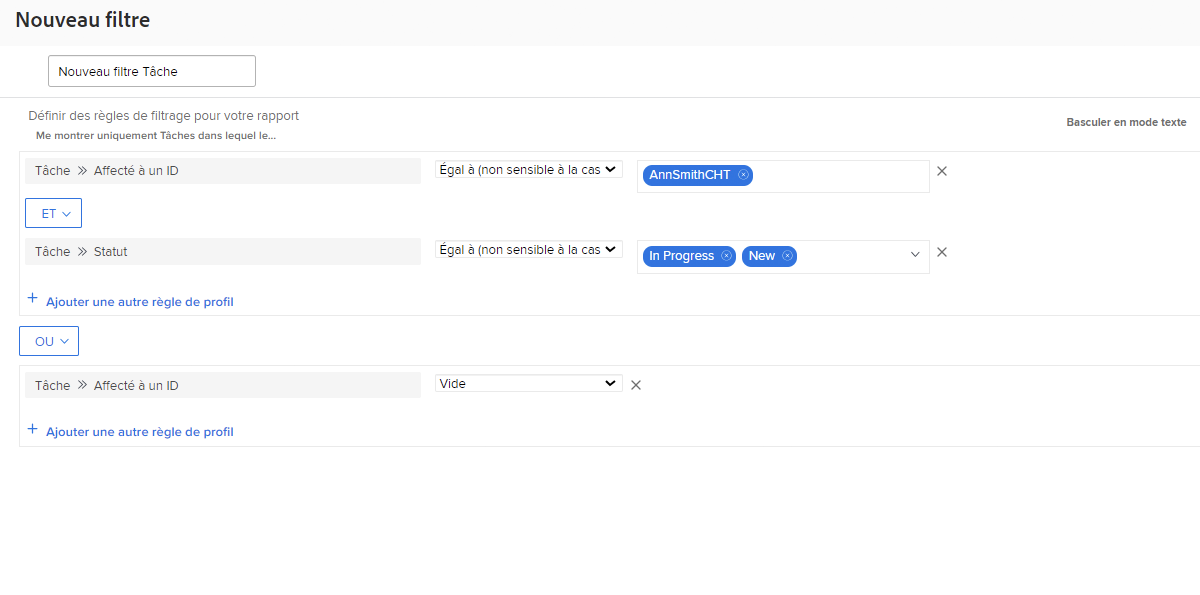 Nouveau filtre
Nouveau filtre Tâche
Définir des règles de filtrage pour votre rapport
Me montrer uniquement Tâches dans lequel le...
Basculer en mode texte
Tâche » Affecté à un ID Égal à (non sensible à la cas AnnSmithCHT
ET
Tâche » Statut Égal à (non sensible à la cas In Progress New
+ Ajouter une autre règle de profil
OU
Tâche » Affecté à un ID Vide
+ Ajouter une autre règle de profil